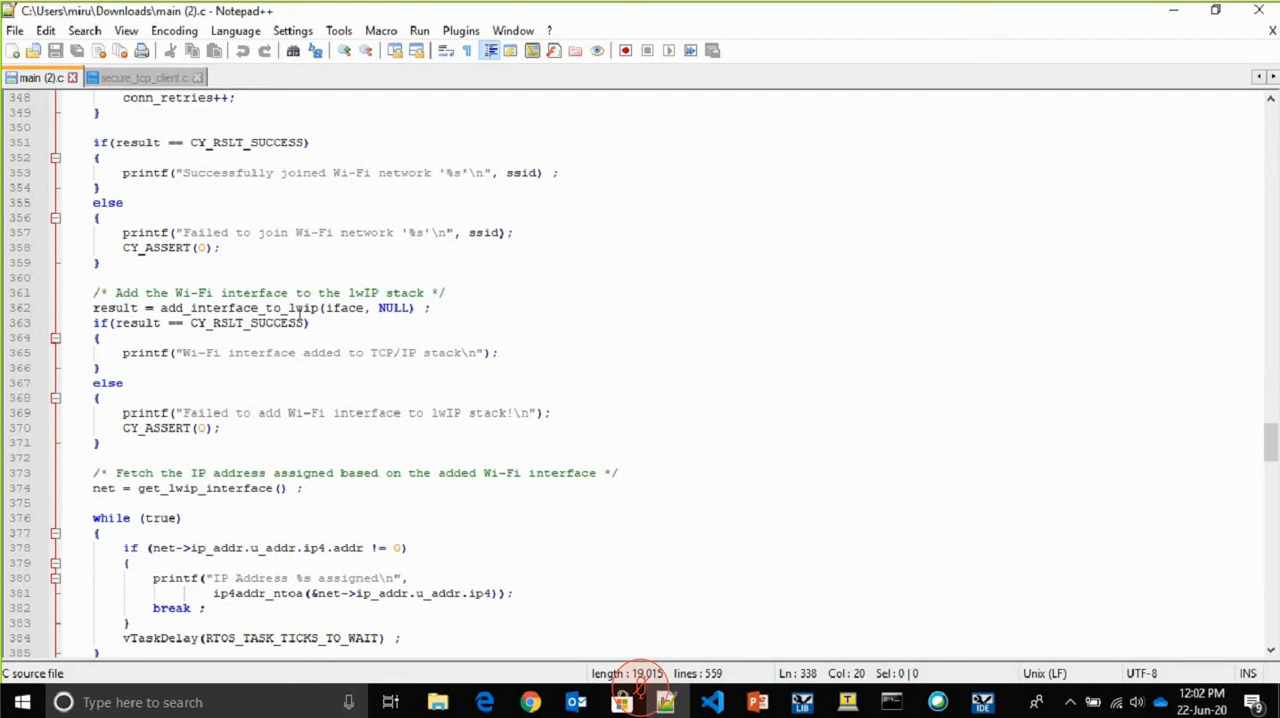 C:\Users\miru\Downloads\main (2).c - Notepad++
File Edit Search View Encoding Language Settings Tools Macro Run Plugins Window ? X
main (2).c secure_tcp_client.c
348 conn_retries++;
349 }
350
351 if(result == CY_RSLT_SUCCESS)
352 {
353 printf("Successfully joined Wi-Fi network '%s'\n", ssid) ;
354 }
355 else
356 {
357 printf("Failed to join Wi-Fi network '%s'\n", ssid);
358 CY_ASSERT(0);
359 }
360
361 /* Add the Wi-Fi interface to the lwIP stack */
362 result = add_interface_to_lwip(iface, NULL) ;
363 if(result == CY_RSLT_SUCCESS)
364 {
365 printf("Wi-Fi interface added to TCP/IP stack\n");
366 }
367 else
368 {
369 printf("Failed to add Wi-Fi interface to lwIP stack!\n");
370 CY_ASSERT(0);
371 }
372
373 /* Fetch the IP address assigned based on the added Wi-Fi interface */
374 net = get_lwip_interface() ;
375
376 while (true)
377 {
378 if (net->ip_addr.u_addr.ip4.addr != 0)
379 {
380 printf("IP Address %s assigned\n",
381 ip4addr_ntoa(&net->ip_addr.u_addr.ip4));
382 break ;
383 }
384 vTaskDelay(RTOS_TASK_TICKS_TO_WAIT) ;
385 }
C source file length : 19,015 lines : 559 Ln : 338 Col : 20 Sel : 0 | 0 Unix (LF) UTF-8 INS
Type here to search
LIB
IDE
12:02 PM
22-Jun-20
9